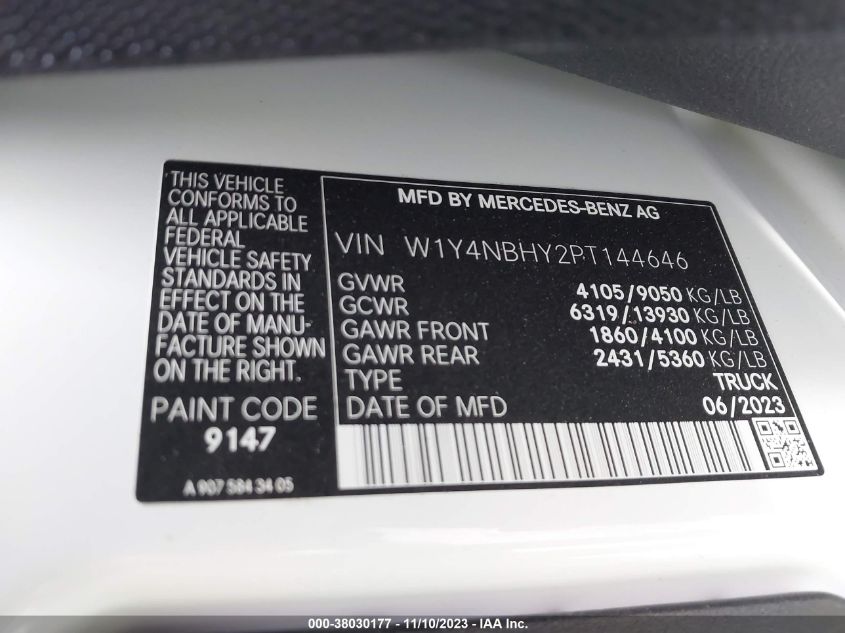 THIS VEHICLE
CONFORMS TO
ALL APPLICABLE
FEDERAL
VEHICLE SAFETY
STANDARDS IN
EFFECT ON THE
DATE OF MANU-
FACTURE SHOWN
ON THE RIGHT.
PAINT CODE
9147
A 907 584 34 05
MFD BY MERCEDES-BENZ AG
VIN W1Y4NBHY2PT144646
GVWR 4105/9050 KG/LB
GCWR 6319/13930 KG/LB
GAWR FRONT 1860/4100 KG/LB
GAWR REAR 2431/5360 KG/LB
TYPE TRUCK
DATE OF MFD 06/2023
000-38030177 - 11/10/2023 - © IAA Inc.